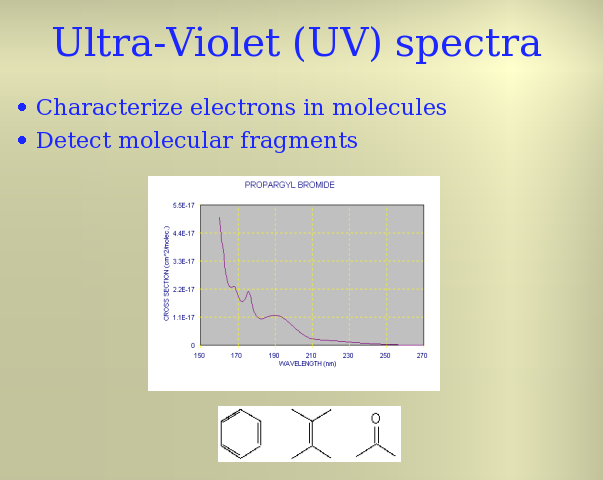 Ultra-Violet (UV) spectra
• Characterize electrons in molecules
• Detect molecular fragments
PROPARGYL BROMIDE
5.5E-17
4.4E-17
3.3E-17
2.2E-17
1.1E-17
0
CROSS SECTION (cm^2/molec.)
150 170 190 210 230 250 270
WAVELENGTH (nm)
O